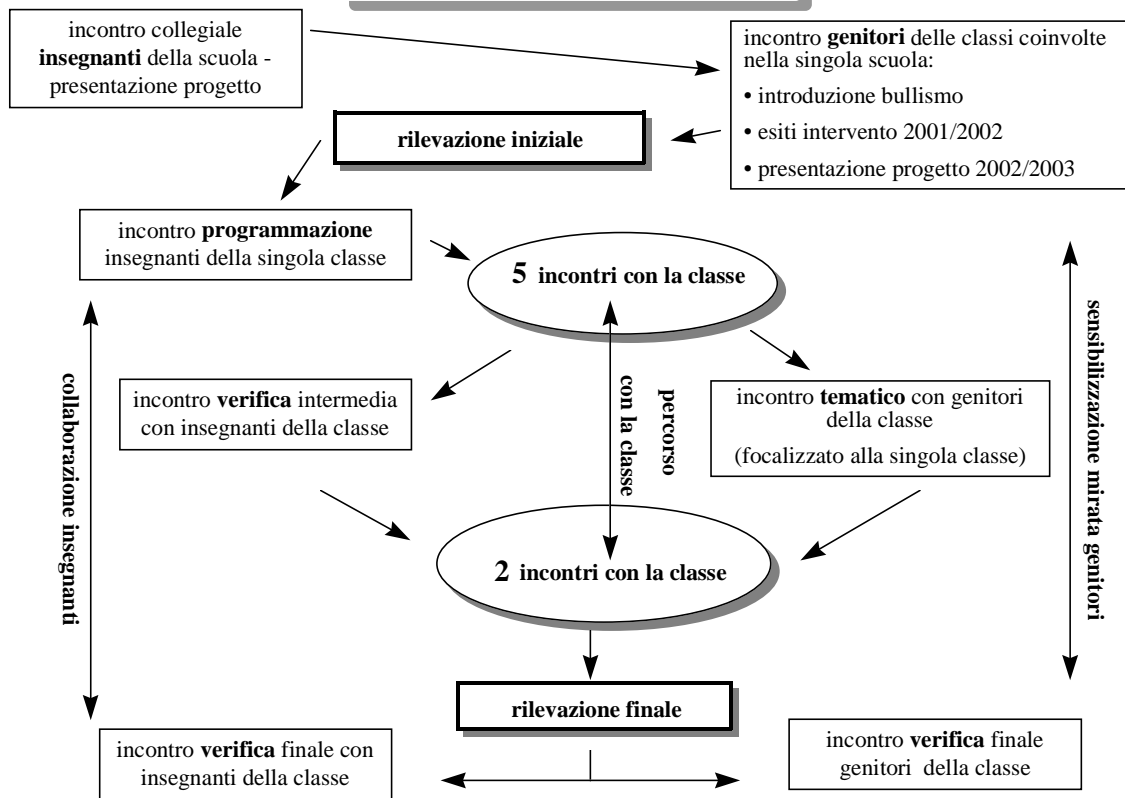 incontro collegiale
insegnanti della scuola -
presentazione progetto
incontro genitori delle classi coinvolte
nella singola scuola:
• introduzione bullismo
• esiti intervento 2001/2002
• presentazione progetto 2002/2003
rilevazione iniziale
incontro programmazione
insegnanti della singola classe
5 incontri con la classe
collaborazione insegnanti
incontro verifica intermedia
con insegnanti della classe
percorso
con la classe
incontro tematico con genitori
della classe
(focalizzato alla singola classe)
sensibilizzazione mirata genitori
2 incontri con la classe
rilevazione finale
incontro verifica finale con
insegnanti della classe
incontro verifica finale
genitori della classe